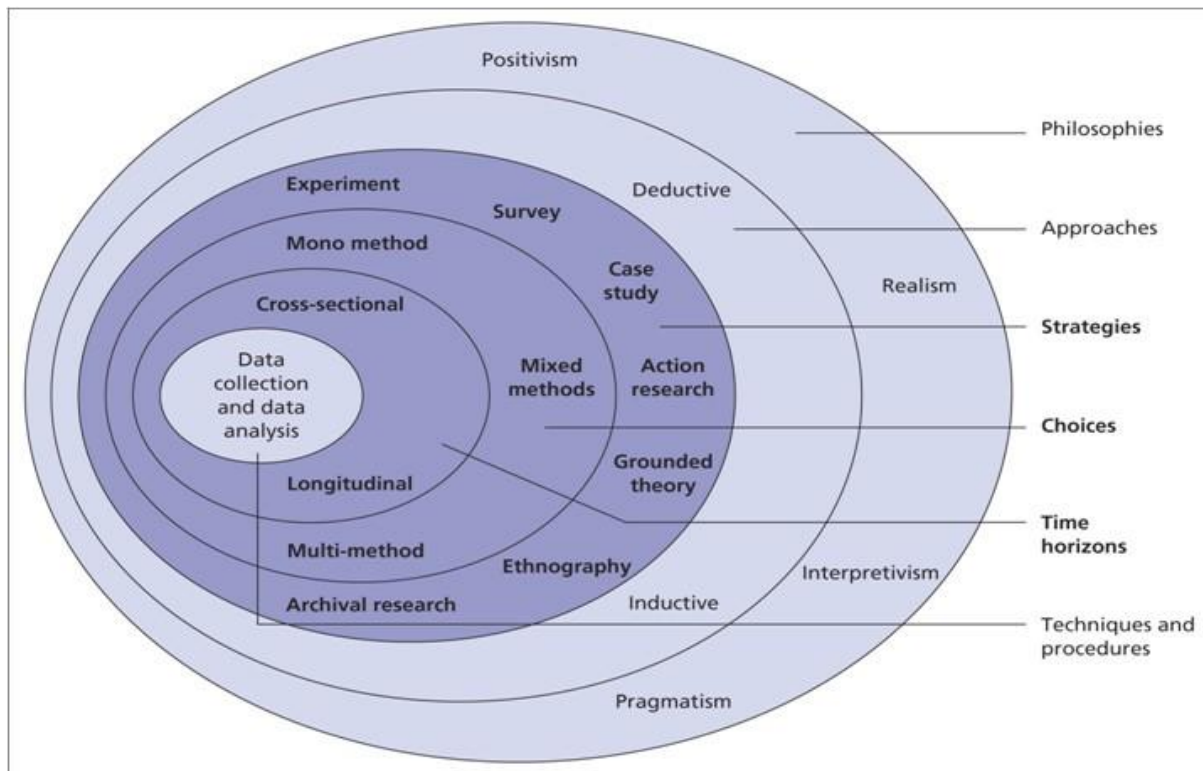 Positivism
Philosophies
Deductive
Experiment
Survey
Approaches
Mono method
Case
study
Realism
Cross-sectional
Strategies
Data
collection
and data
analysis
Mixed
methods
Action
research
Choices
Longitudinal
Grounded
theory
Time
horizons
Multi-method
Ethnography
Interpretivism
Archival research
Inductive
Techniques and
procedures
Pragmatism